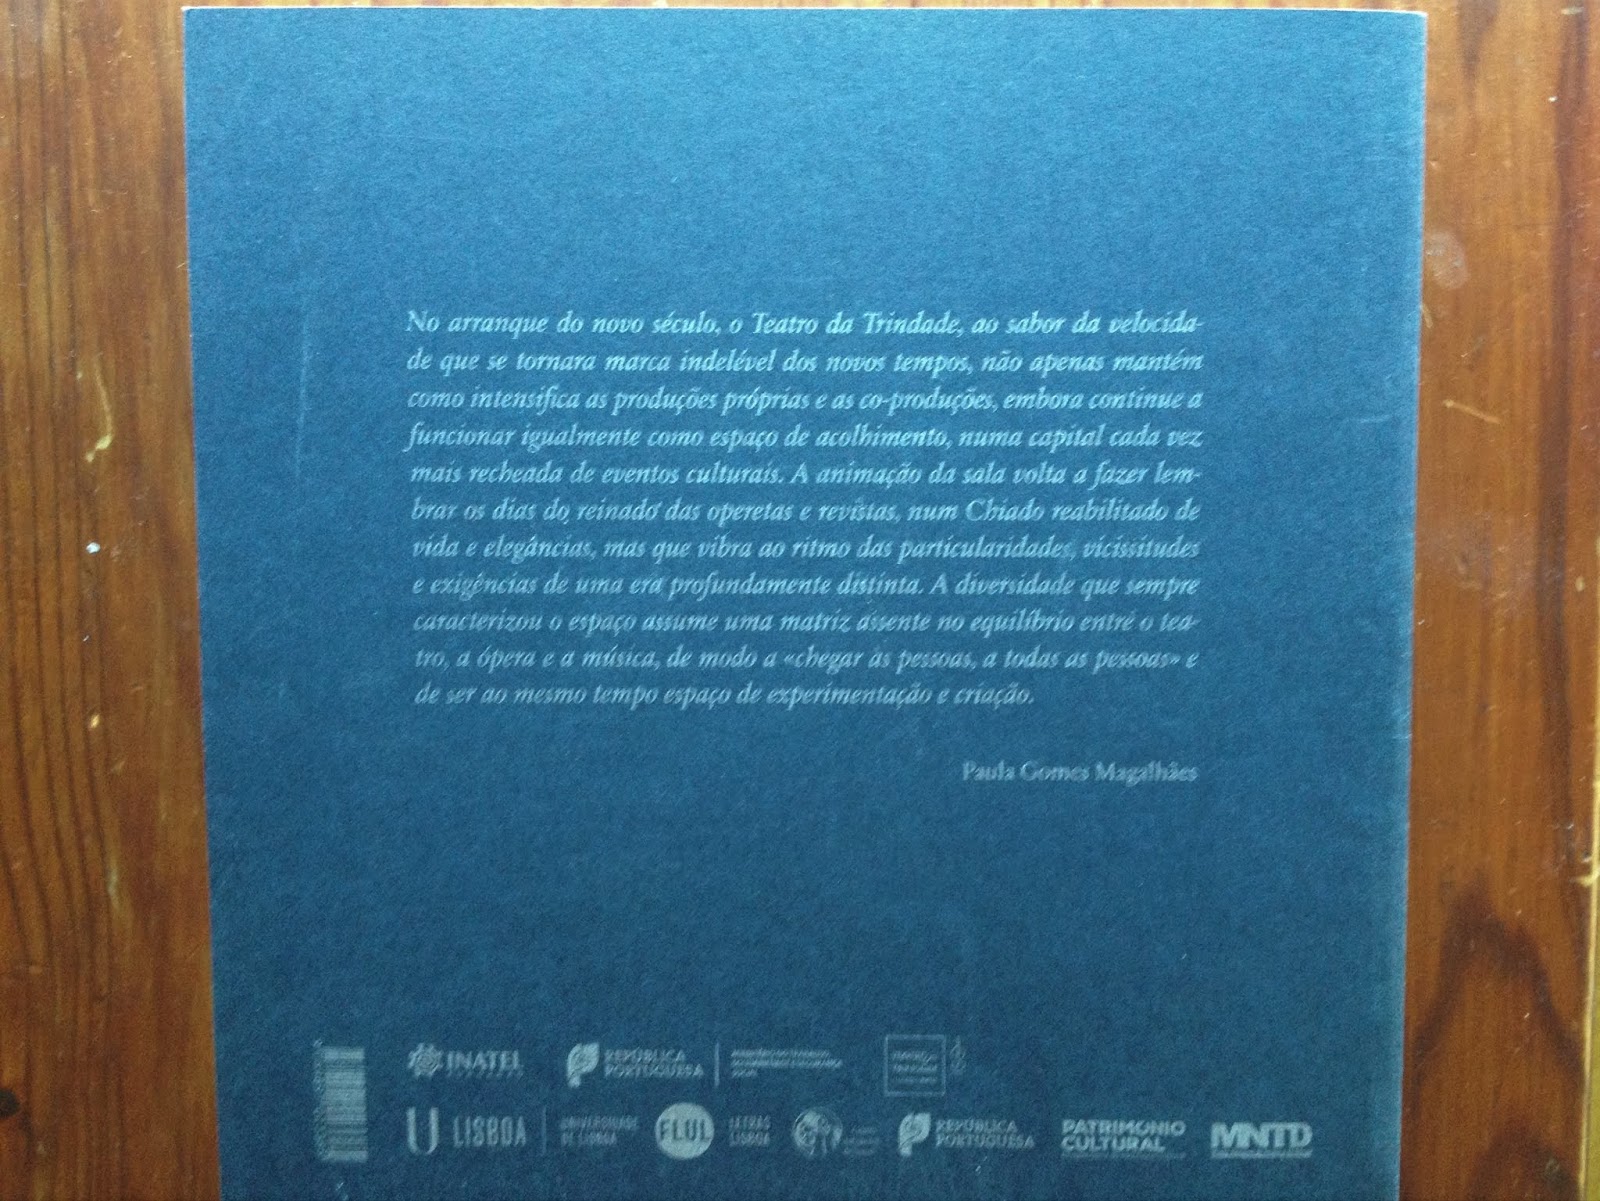 No arranque do novo século, o Teatro da Trindade, ao sabor da velocida-
de que se tornara marca indelével dos novos tempos, não apenas mantém
como intensifica as produções próprias e as co-produções, embora continue a
funcionar igualmente como espaço de acolhimento, numa capital cada vez
mais recheada de eventos culturais. A animação da sala volta a fazer lem-
brar os dias do reinado das operetas e revistas, num Chiado reabilitado de
vida e elegâncias, mas que vibra ao ritmo das particularidades, vicissitudes
e exigências de uma era profundamente distinta. A diversidade que sempre
caracterizou o espaço assume uma matriz assente no equilíbrio entre o tea-
tro, a ópera e a música, de modo a «chegar às pessoas, a todas as pessoas» e
de ser ao mesmo tempo espaço de experimentação e criação.
Paula Gomes Magalhães
INATEL
REPÚBLICA
PORTUGUESA
U LISBOA
UNIVERSIDADE
DE LISBOA
FLUL
LETRAS
LISBOA
REPÚBLICA
PORTUGUESA
PATRIMÓNIO
CULTURAL
MNTD